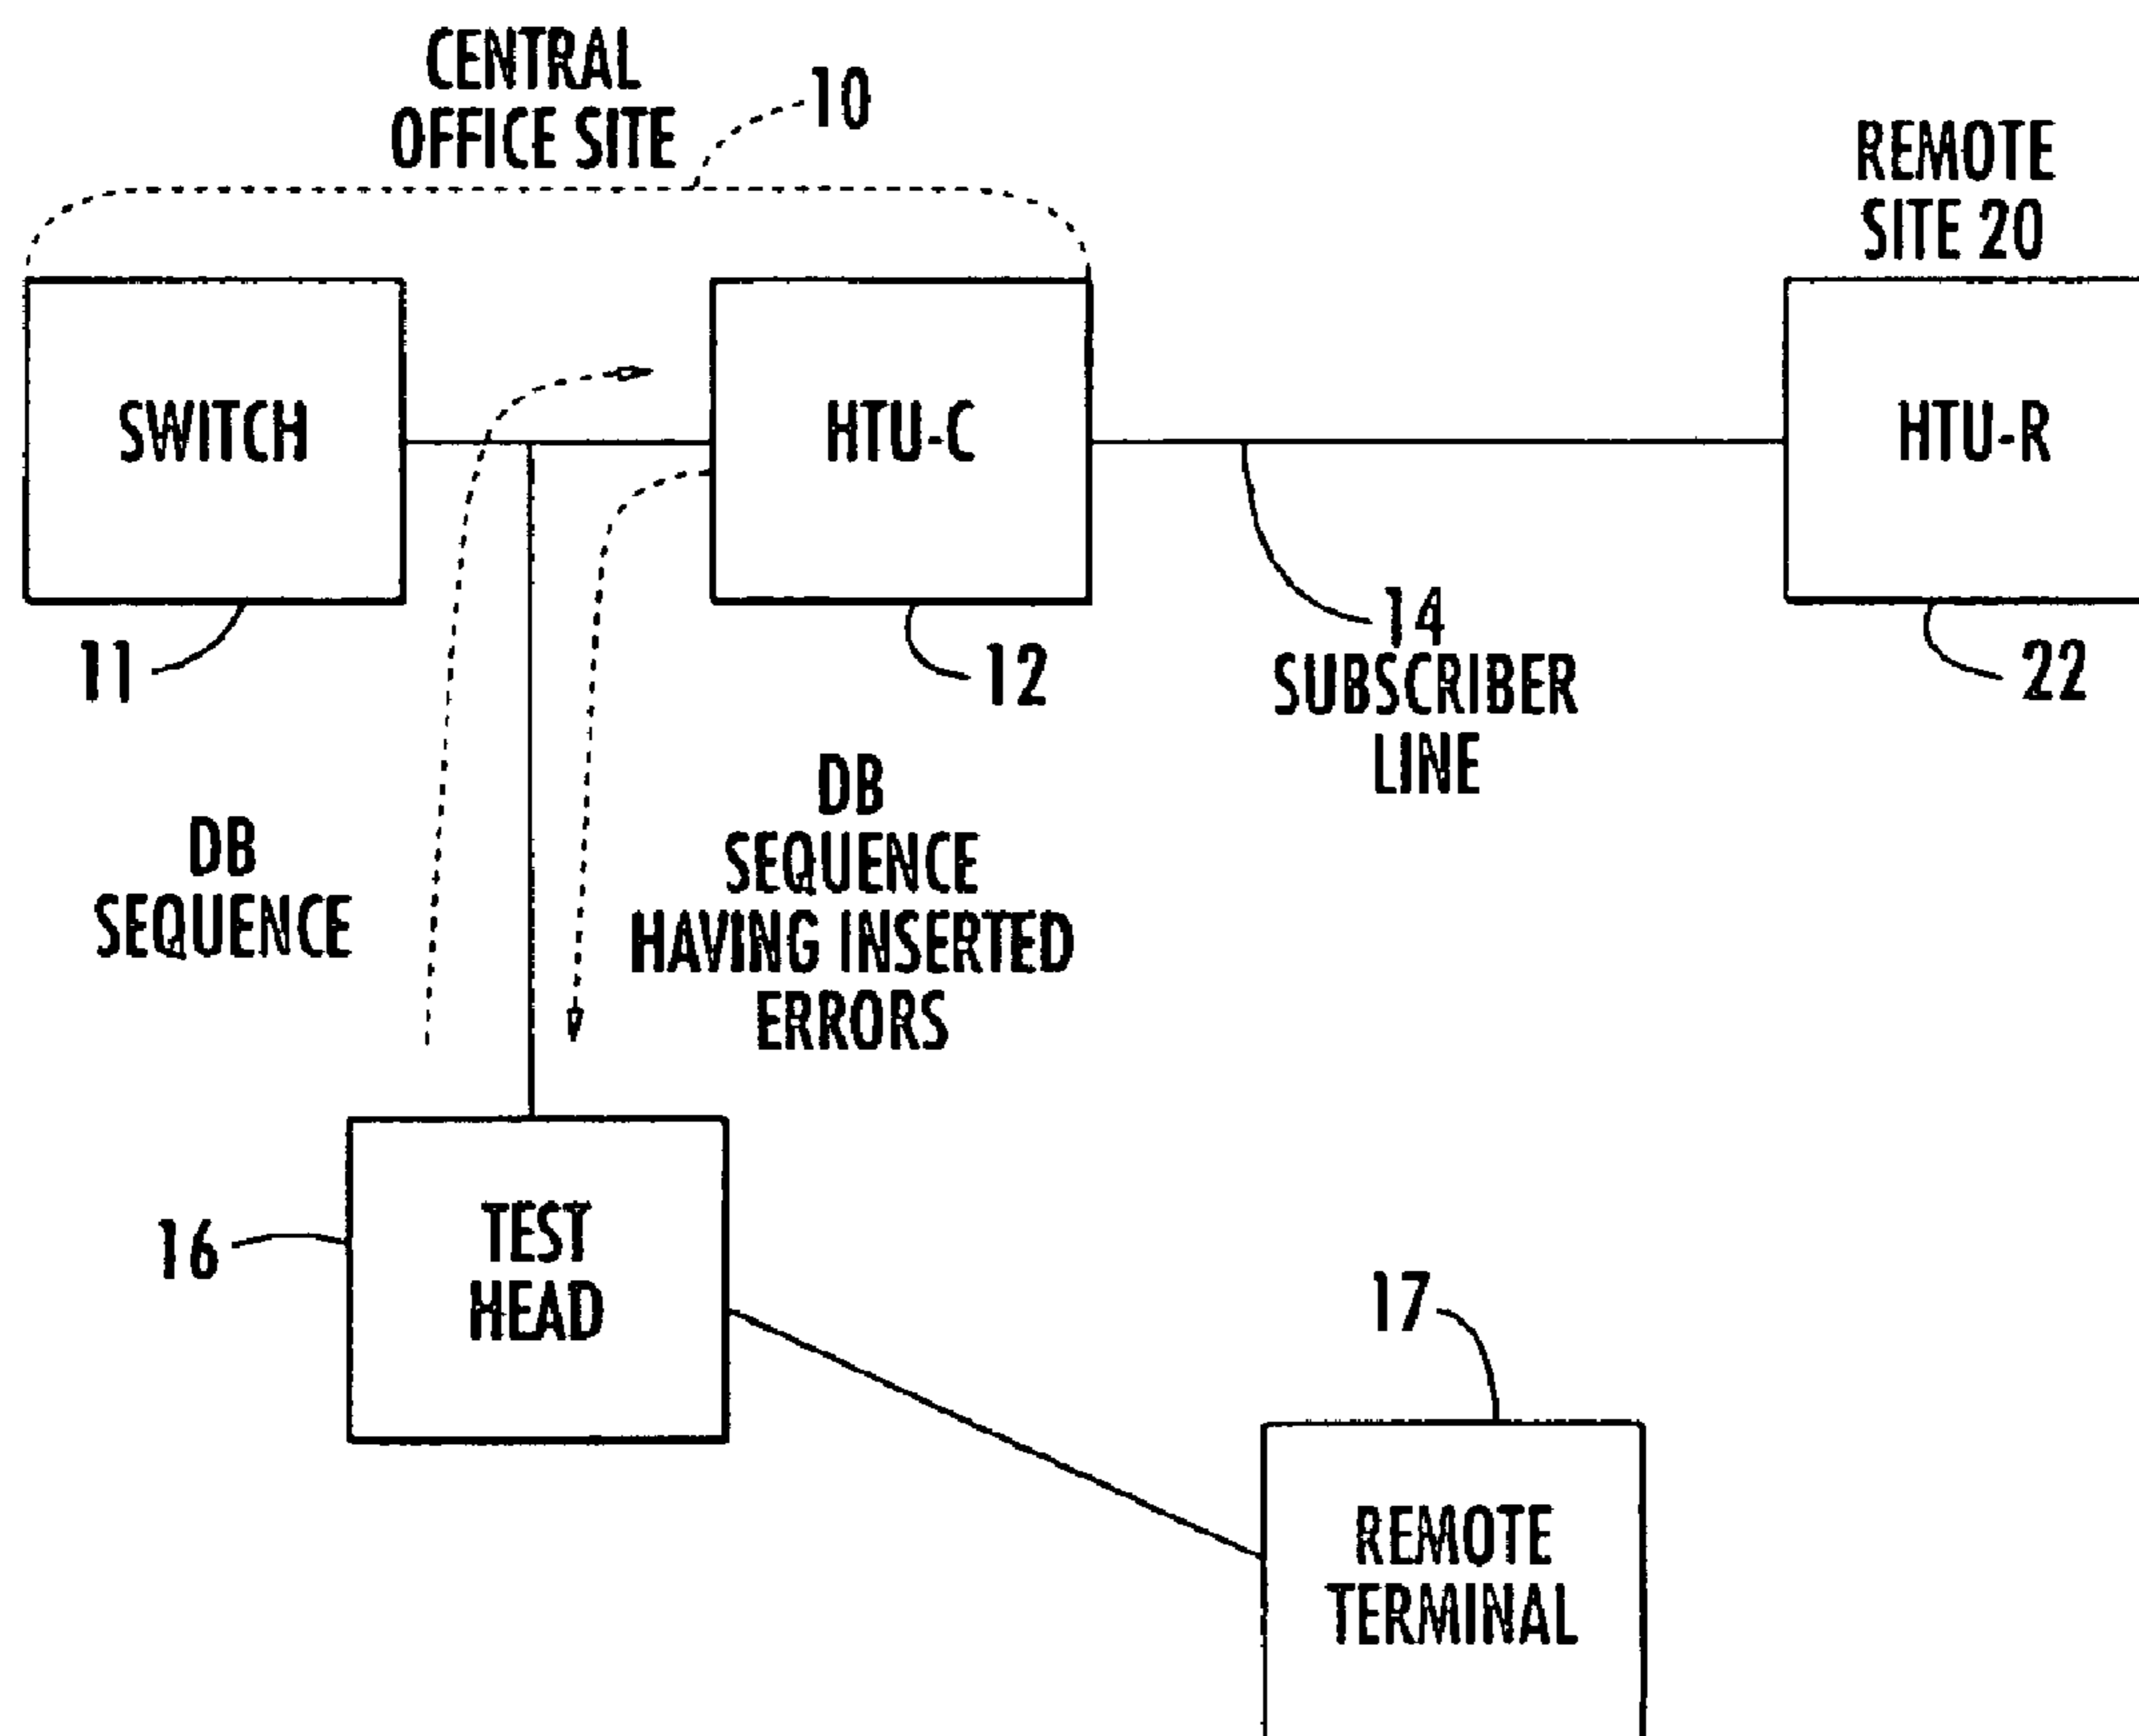 CENTRAL
OFFICE SITE
10
REMOTE
SITE 20
SWITCH
HTU-C
HTU-R
11
12
14
SUBSCRIBER
LINE
22
DB
SEQUENCE
DB
SEQUENCE
HAVING INSERTED
ERRORS
16
TEST
HEAD
17
REMOTE
TERMINAL